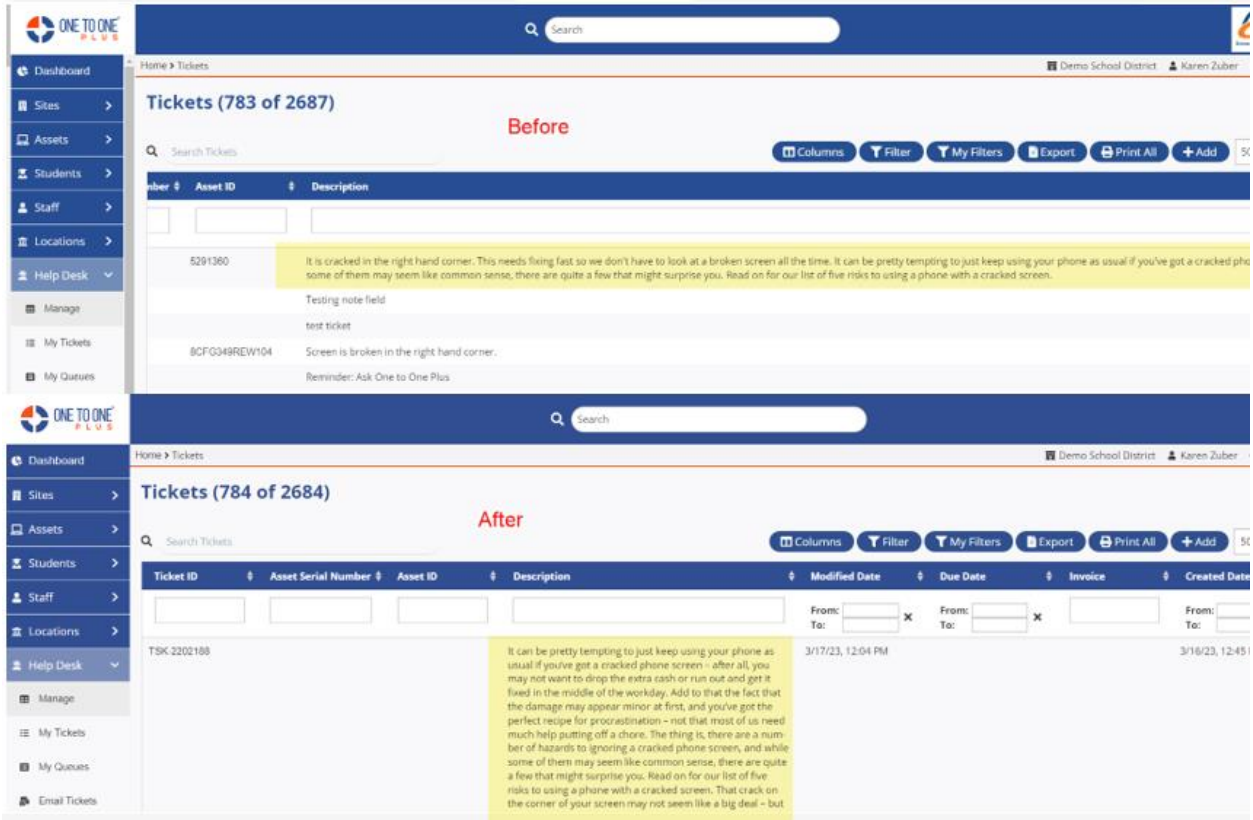 ONE TO ONE
PLUS
Search
Dashboard
Home > Tickets
Demo School District
Karen Zuber
Sites
Tickets (783 of 2687)
Before
Assets
Search Tickets
Columns
Filter
My Filters
Export
Print All
Add
Students
mber
Asset ID
Description
Staff
Locations
Help Desk
5291360
It is cracked in the right hand corner. This needs fixing fast so we don't have to look at a broken screen all the time. It can be pretty tempting to just keep using your phone as usual if you've got a cracked pho
some of them may seem like common sense, there are quite a few that might surprise you. Read on for our list of five risks to using a phone with a cracked screen.
Manage
Testing note field
test ticket
My Tickets
8CFG349REW104
Screen is broken in the right hand corner.
My Queues
Reminder: Ask One to One Plus
ONE TO ONE
PLUS
Search
Dashboard
Home > Tickets
Demo School District
Karen Zuber
Sites
Tickets (784 of 2684)
After
Assets
Search Tickets
Columns
Filter
My Filters
Export
Print All
Add
50
Students
Ticket ID
Asset Serial Number
Asset ID
Description
Modified Date
Due Date
Invoice
Created Date
Staff
From:
To:
From:
To:
From:
To:
Locations
Help Desk
TSK-2202188
It can be pretty tempting to just keep using your phone as
usual if you've got a cracked phone screen – after all, you
may not want to drop the extra cash or run out and get it
fixed in the middle of the workday. Add to that the fact that
the damage may appear minor at first, and you've got the
perfect recipe for procrastination – not that most of us need
much help putting off a chore. The thing is, there are a num-
ber of hazards to ignoring a cracked phone screen, and while
some of them may seem like common sense, there are quite
a few that might surprise you. Read on for our list of five
risks to using a phone with a cracked screen. That crack on
the corner of your screen may not seem like a big deal – but
3/17/23, 12:04 PM
3/16/23, 12:45
Manage
My Tickets
My Queues
Email Tickets